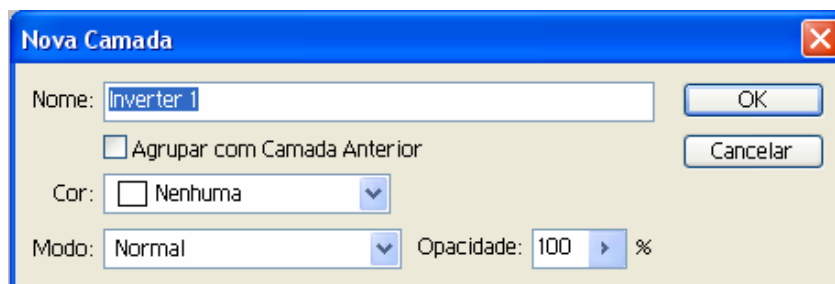 Nova Camada
Nome: Inverter 1 OK
Agrupar com Camada Anterior Cancelar
Cor: Nenhuma
Modo: Normal Opacidade: 100 %